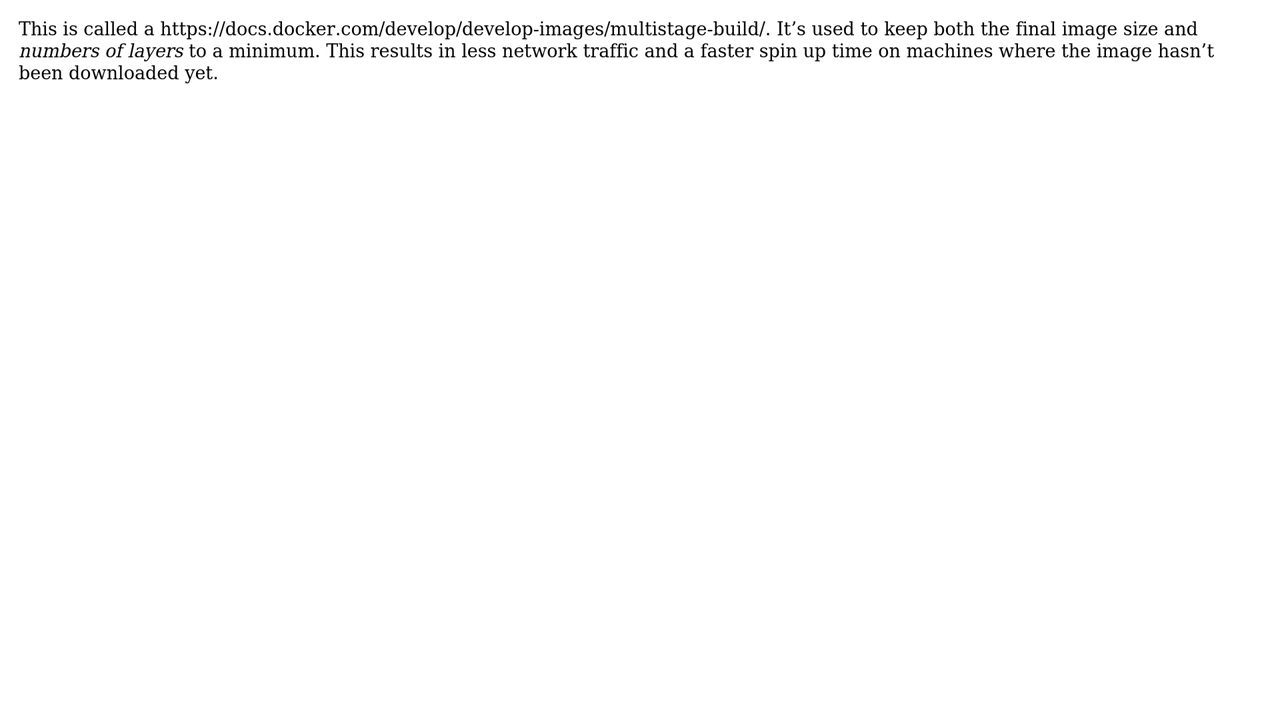 This is called a https://docs.docker.com/develop/develop-images/multistage-build/. It’s used to keep both the final image size and
numbers of layers to a minimum. This results in less network traffic and a faster spin up time on machines where the image hasn’t
been downloaded yet.